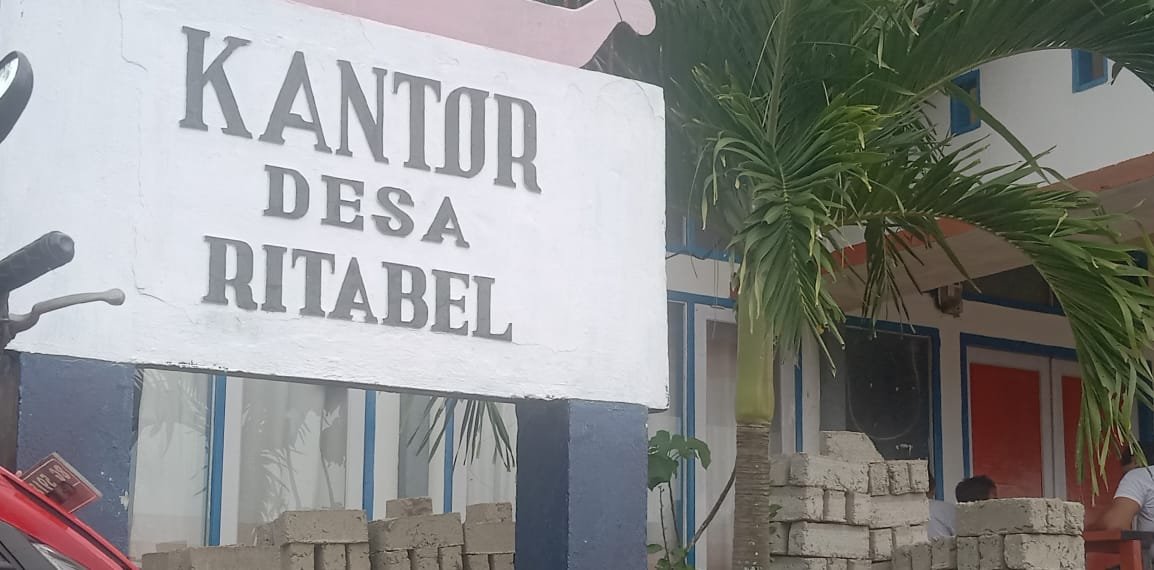 KANTOR
DESA
RITABEL